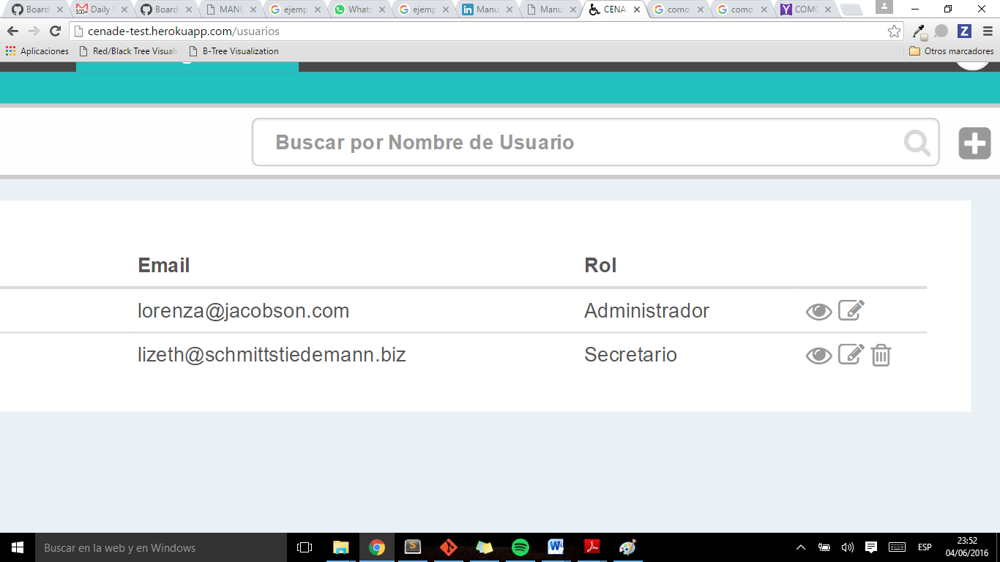 Board
Daily S
Board
MANU
ejemp
Whats
ejemp
Manu
Manu
CENA
como
como
COMO
cenade-test.herokuapp.com/usuarios
Aplicaciones
Red/Black Tree Visuali
B-Tree Visualization
Otros marcadores
Buscar por Nombre de Usuario
Email Rol
lorenza@jacobson.com Administrador
lizeth@schmittstiedemann.biz Secretario
Buscar en la web y en Windows
ESP
23:52
04/06/2016